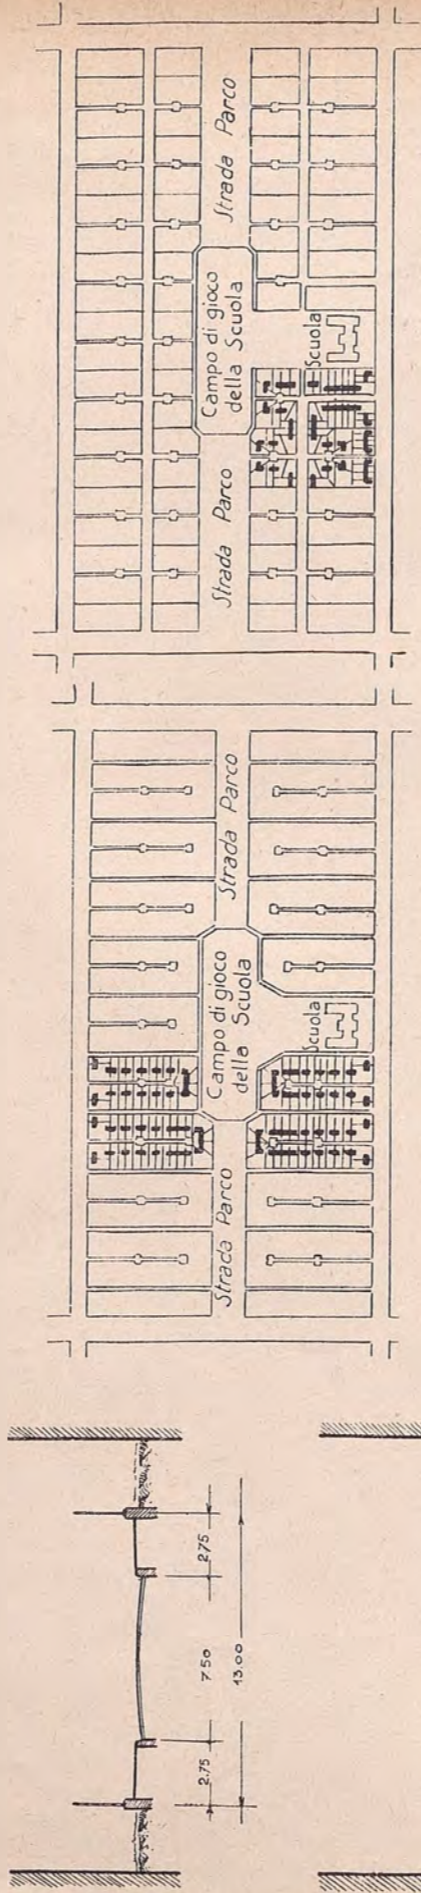 Strada Parco
Campo di gioco
della Scuola
Scuola
Strada Parco
Strada Parco
Campo di gioco
della Scuola
Scuola
Strada Parco
2.75
7.50
13.00
2.75